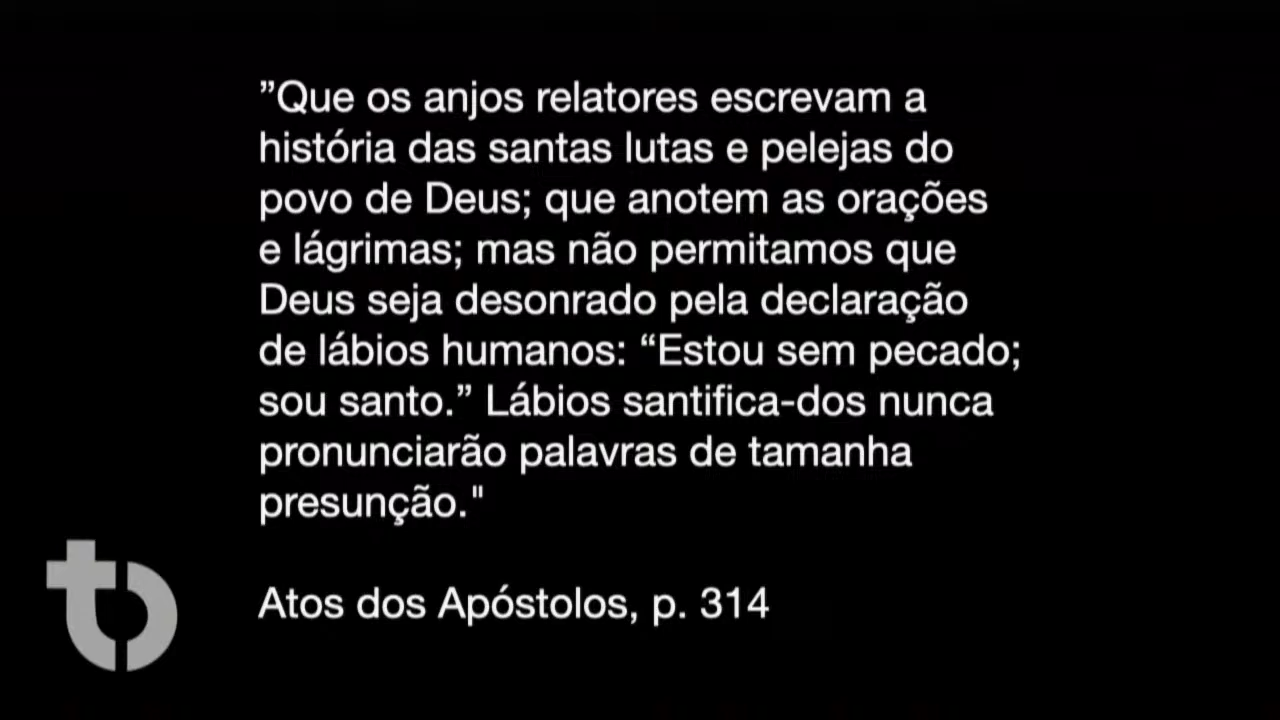 ”Que os anjos relatores escrevam a
história das santas lutas e pelejas do
povo de Deus; que anotem as orações
e lágrimas; mas não permitamos que
Deus seja desonrado pela declaração
de lábios humanos: “Estou sem pecado;
sou santo.” Lábios santifica-dos nunca
pronunciarão palavras de tamanha
presunção."
Atos dos Apóstolos, p. 314